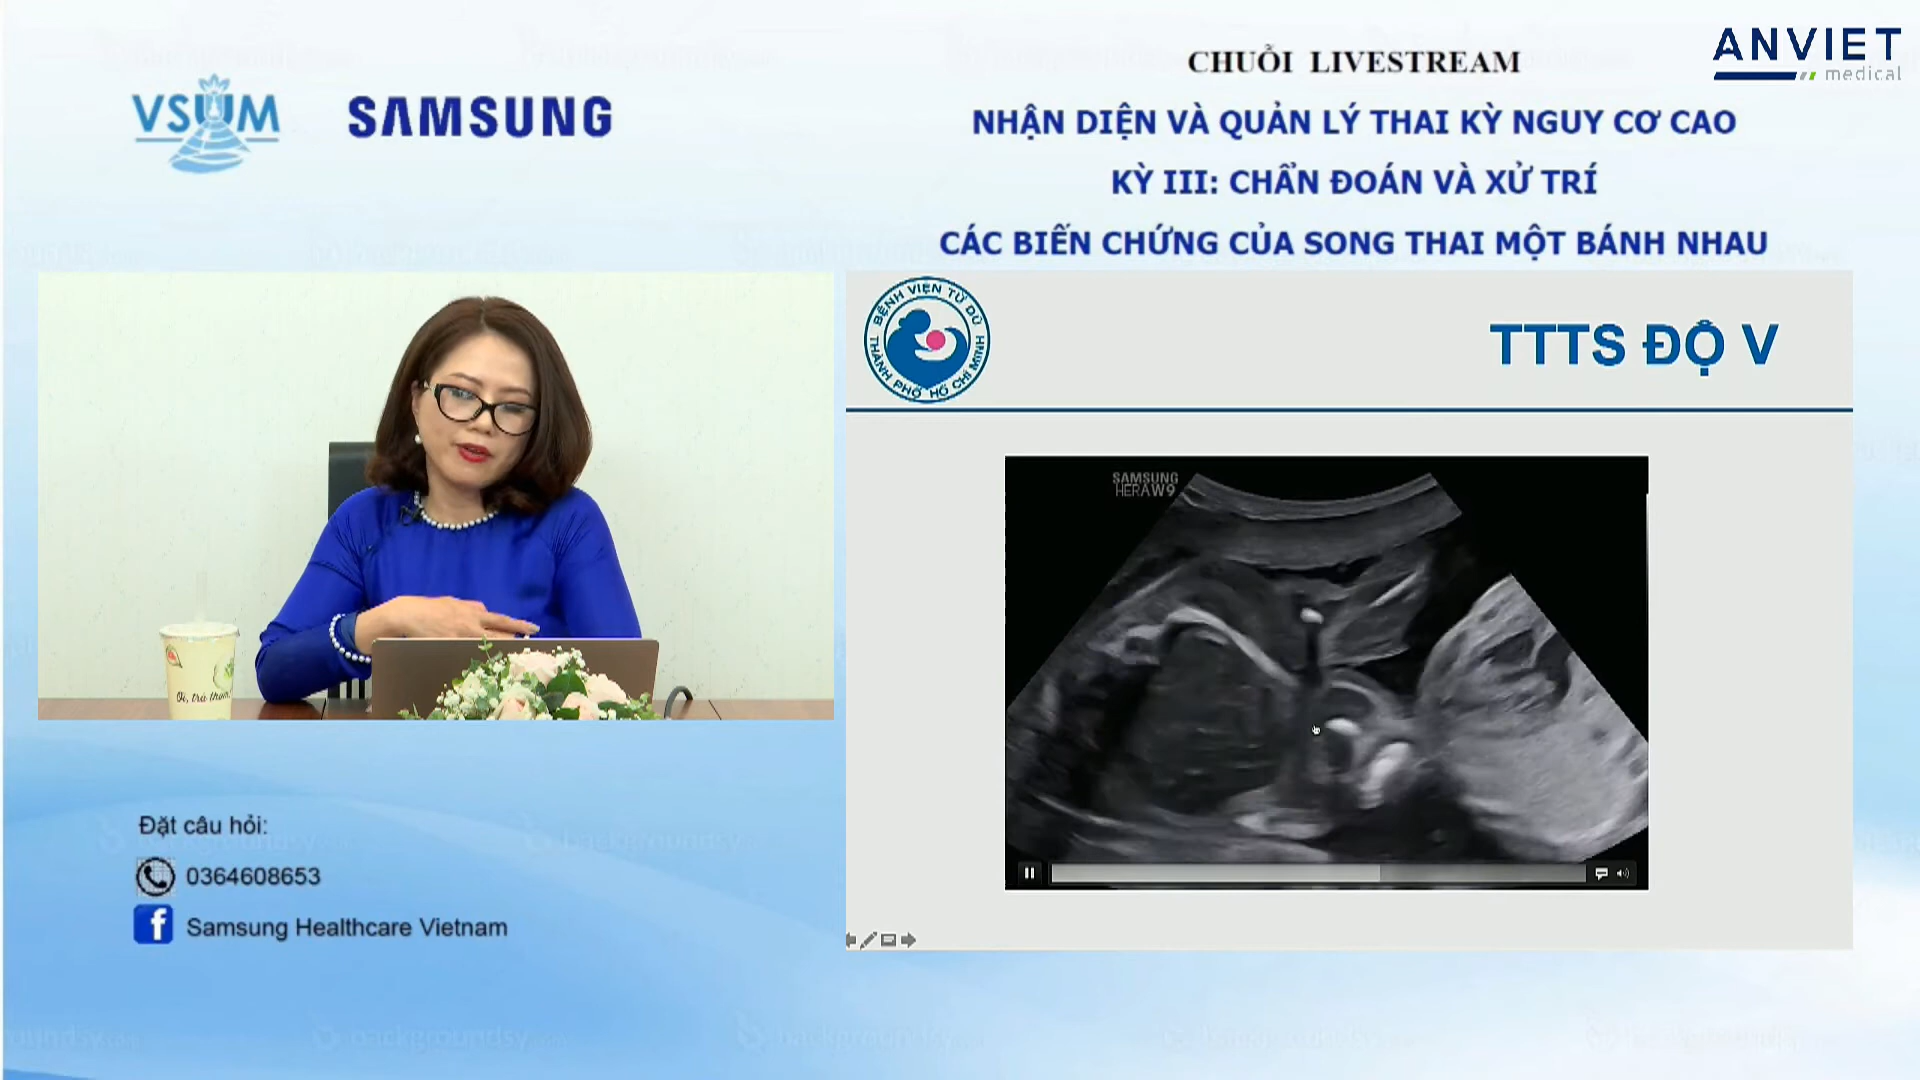 VSUM
SAMSUNG
CHUỖI LIVESTREAM
NHẬN DIỆN VÀ QUẢN LÝ THAI KỲ NGUY CƠ CAO
KỲ III: CHẨN ĐOÁN VÀ XỬ TRÍ
CÁC BIẾN CHỨNG CỦA SONG THAI MỘT BÁNH NHAU
ANVIET
medical
BỆNH VIỆN TỪ DŨ
THÀNH PHỐ HỒ CHÍ MINH
TTTS ĐỘ V
SAMSUNG
HERA W9
Đặt câu hỏi:
0364608653
f Samsung Healthcare Vietnam